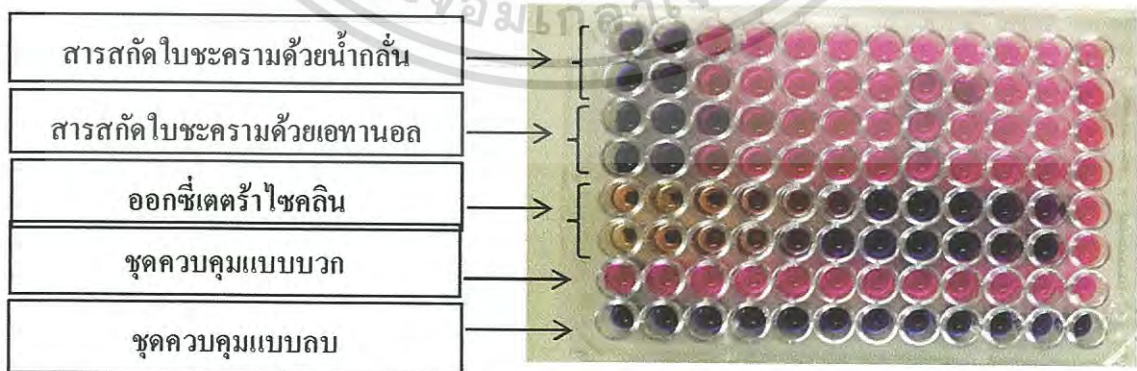 สารสกัดใบชะครามด้วยน้ำกลั่น
สารสกัดใบชะครามด้วยเอทานอล
ออกซี่เตตร้าไซคลิน
ชุดควบคุมแบบบวก
ชุดควบคุมแบบลบ